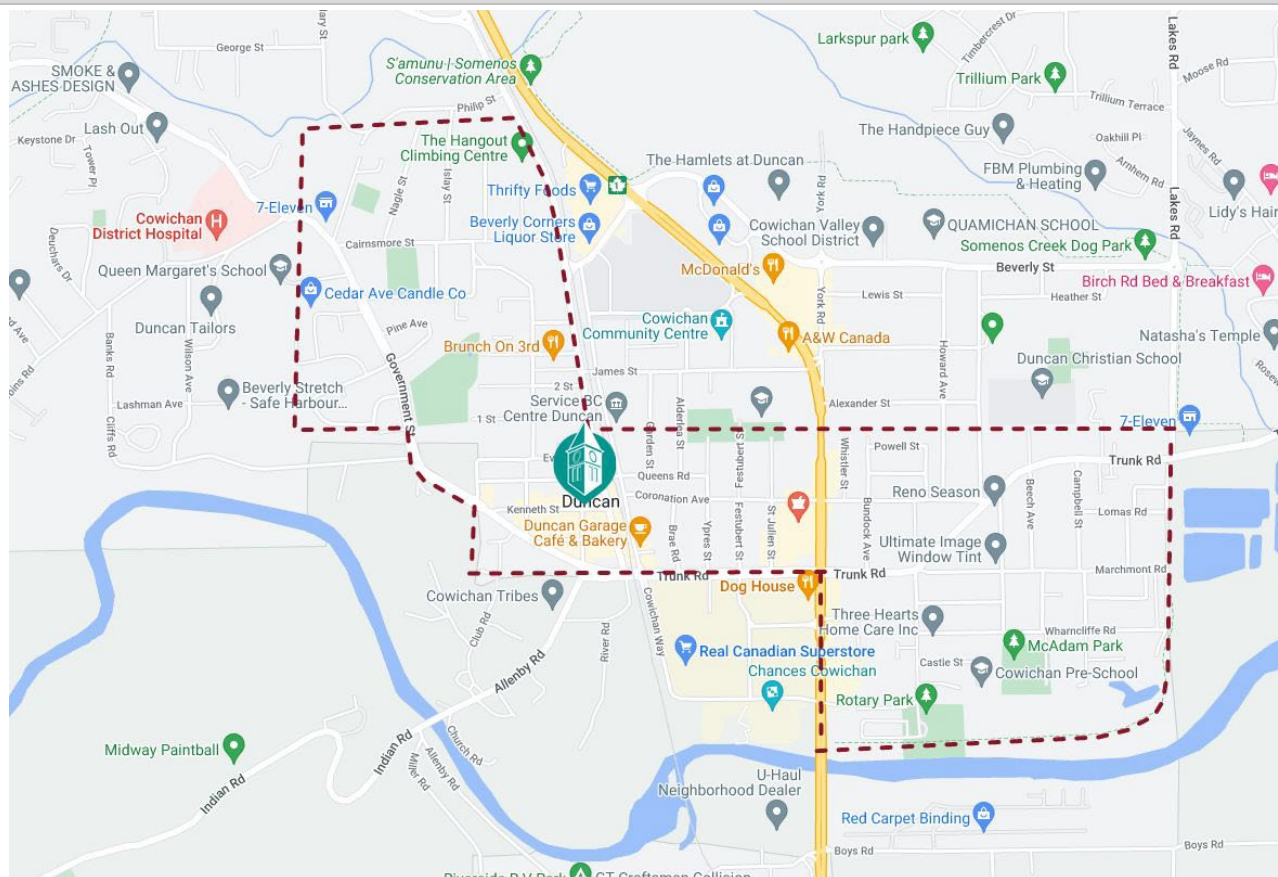 George St
Larkspur park
Timbercrest Dr
Lakes Rd
S'amunu | Somenos
Conservation Area
SMOKE &
ASHES DESIGN
Moose Rd
Trillium Park
Trillium Terrace
Philip St
Lash Out
Keystone Dr
Tower Pl
The Hangout
Climbing Centre
The Handpiece Guy
Oakhill Pl
Jaynes Rd
Arnhem Rd
The Hamlets at Duncan
FBM Plumbing
& Heating
Nagle St
Islay St
Thrifty Foods
1
York Rd
Lakes Rd
Lidy's Hair
7-Eleven
H
Cowichan
District Hospital
Beverly Corners
Liquor Store
Cowichan Valley
School District
QUAMICHAN SCHOOL
Somenos Creek Dog Park
Deuchars Dr
Cairnsmore St
Queen Margaret's School
McDonald's
Beverly St
Birch Rd Bed & Breakfast
Cedar Ave Candle Co
York Rd
Lewis St
Heather St
Duncan Tailors
Pine Ave
Cowichan
Community Centre
A&W Canada
Natasha's Temple
Banks Rd
Wilson Ave
Brunch On 3rd
Howard Ave
Duncan Christian School
Government St
James St
Beverly Stretch
- Safe Harbour...
2 St
Service BC
Centre Duncan
Lashman Ave
1 St
Alderlea St
Alexander St
7-Eleven
Cliffs Rd
Garden St
Festubert St
Whistler St
Powell St
Trunk Rd
Queens Rd
Reno Season
Campbell St
Beech Ave
Duncan
Coronation Ave
Kenneth St
Lomas Rd
Duncan Garage
Café & Bakery
Brae Rd
Ypres St
Festubert St
St Julien St
Bundock Ave
Ultimate Image
Window Tint
Marchmont Rd
Trunk Rd
Trunk Rd
Cowichan Tribes
Dog House
Cowichan Way
Club Rd
River Rd
Three Hearts
Home Care Inc
Wharncliffe Rd
McAdam Park
Real Canadian Superstore
Castle St
Chances Cowichan
Cowichan Pre-School
Allenby Rd
Rotary Park
Midway Paintball
Indian Rd
Church Rd
Allenby Rd
Miller Rd
Indian Rd
U-Haul
Neighborhood Dealer
Red Carpet Binding
Boys Rd
Boys Rd